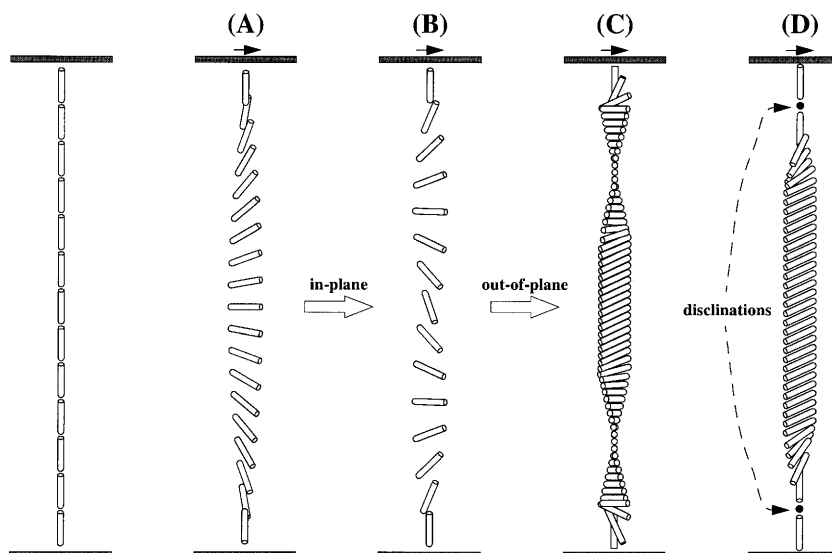 (A)
(B)
(C)
(D)
in-plane
out-of-plane
disclinations